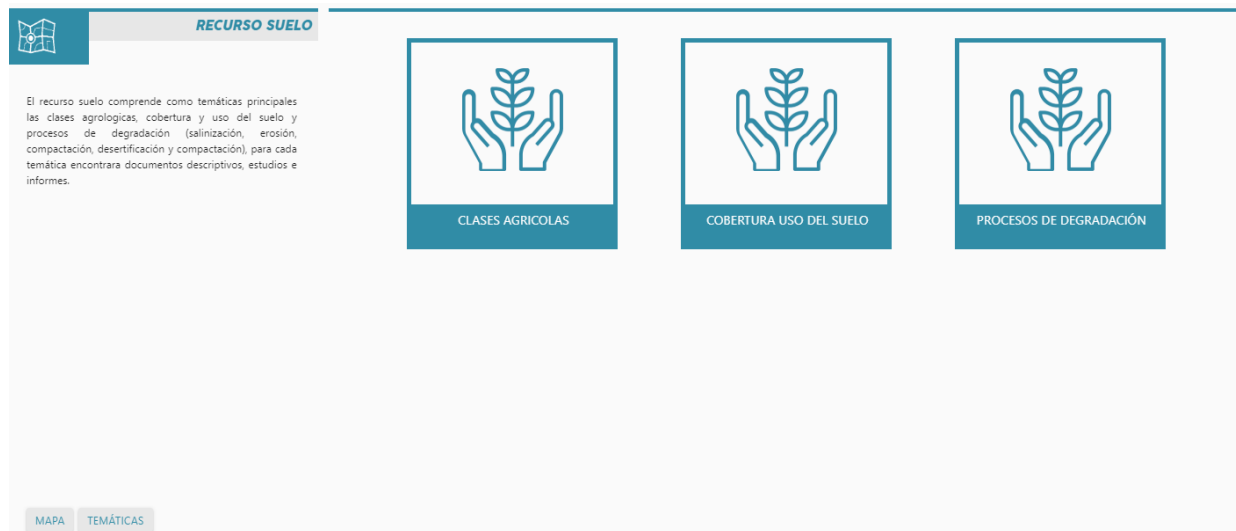 RECURSO SUELO
El recurso suelo comprende como temáticas principales
las clases agrologicas, cobertura y uso del suelo y
procesos de degradación (salinización, erosión,
compactación, desertificación y compactación), para cada
temática encontrara documentos descriptivos, estudios e
informes.
CLASES AGRICOLAS
COBERTURA USO DEL SUELO
PROCESOS DE DEGRADACIÓN
MAPA
TEMÁTICAS